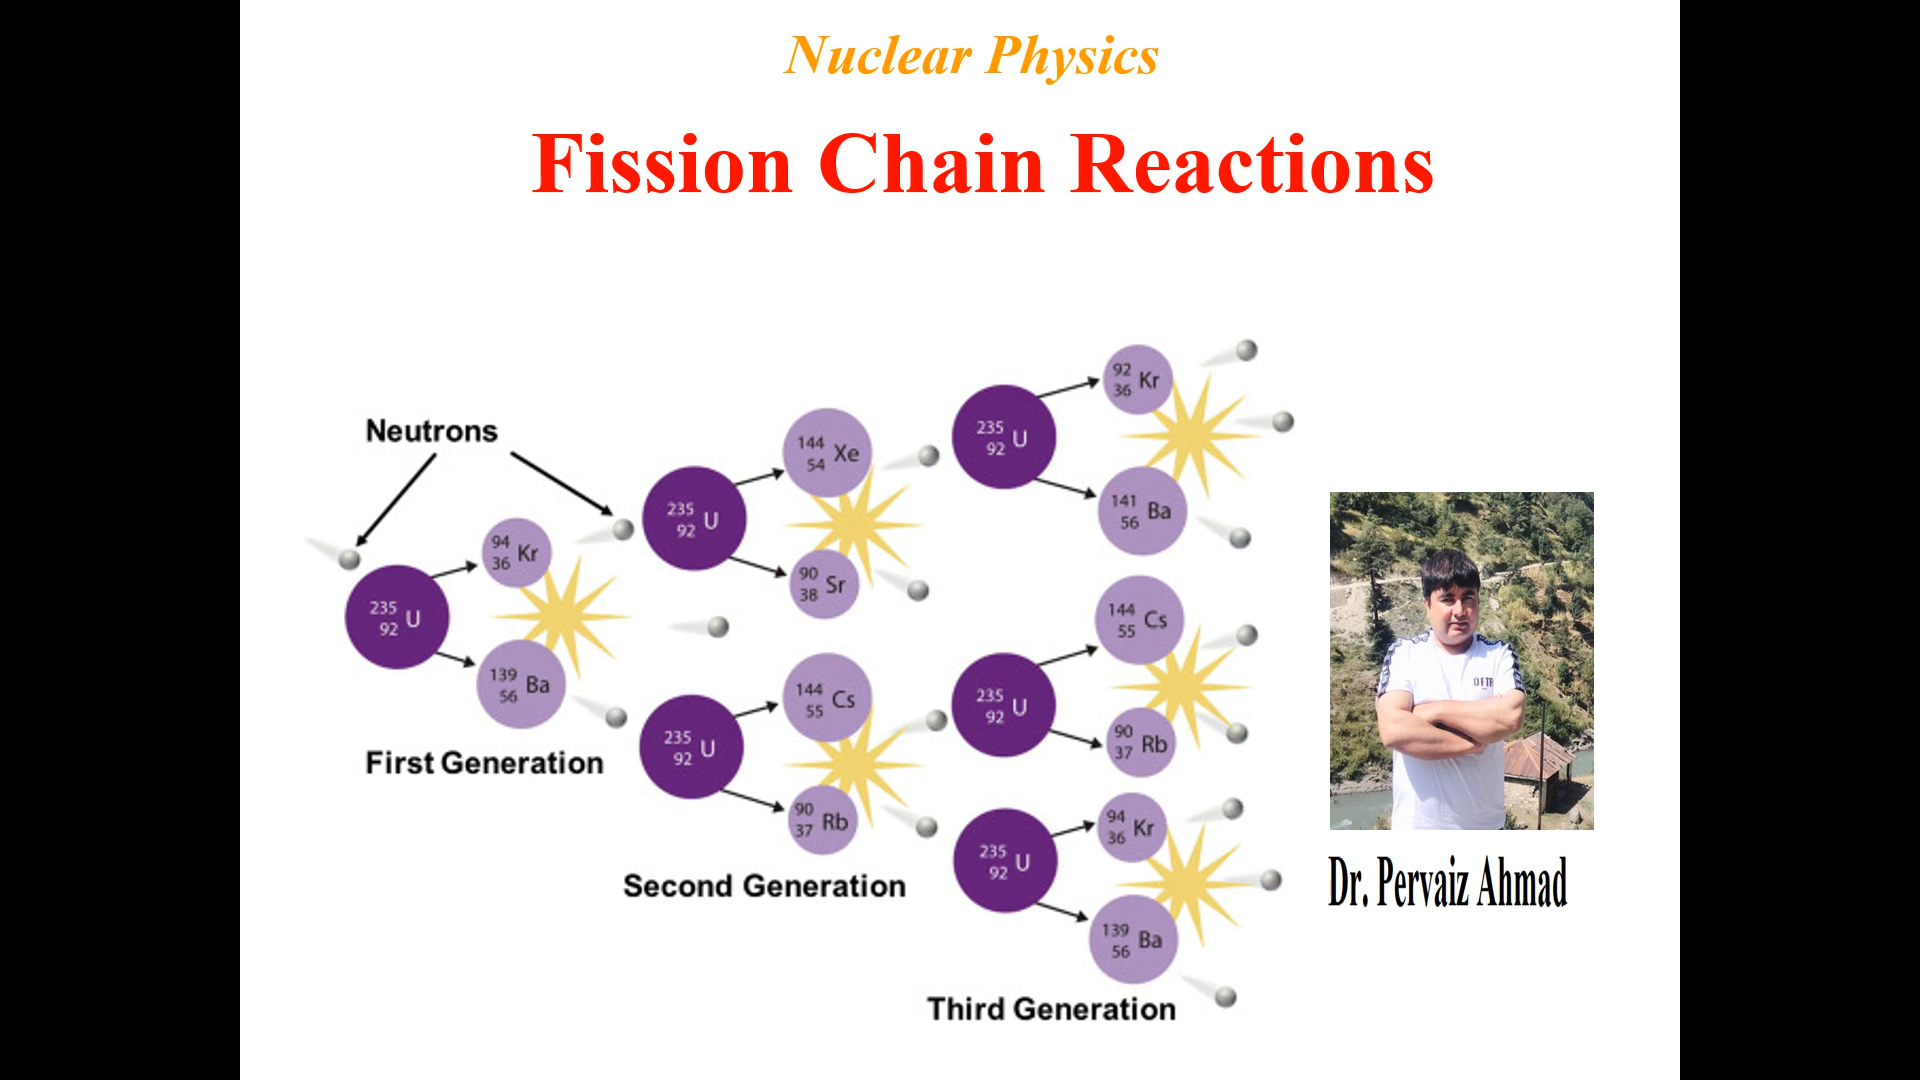 Nuclear Physics
Fission Chain Reactions
Neutrons
235
92 U
94
36 Kr
139
56 Ba
First Generation
235
92 U
144
54 Xe
90
38 Sr
235
92 U
144
55 Cs
90
37 Rb
Second Generation
235
92 U
92
36 Kr
141
56 Ba
235
92 U
144
55 Cs
90
37 Rb
235
92 U
94
36 Kr
139
56 Ba
Third Generation
Dr. Pervaiz Ahmad